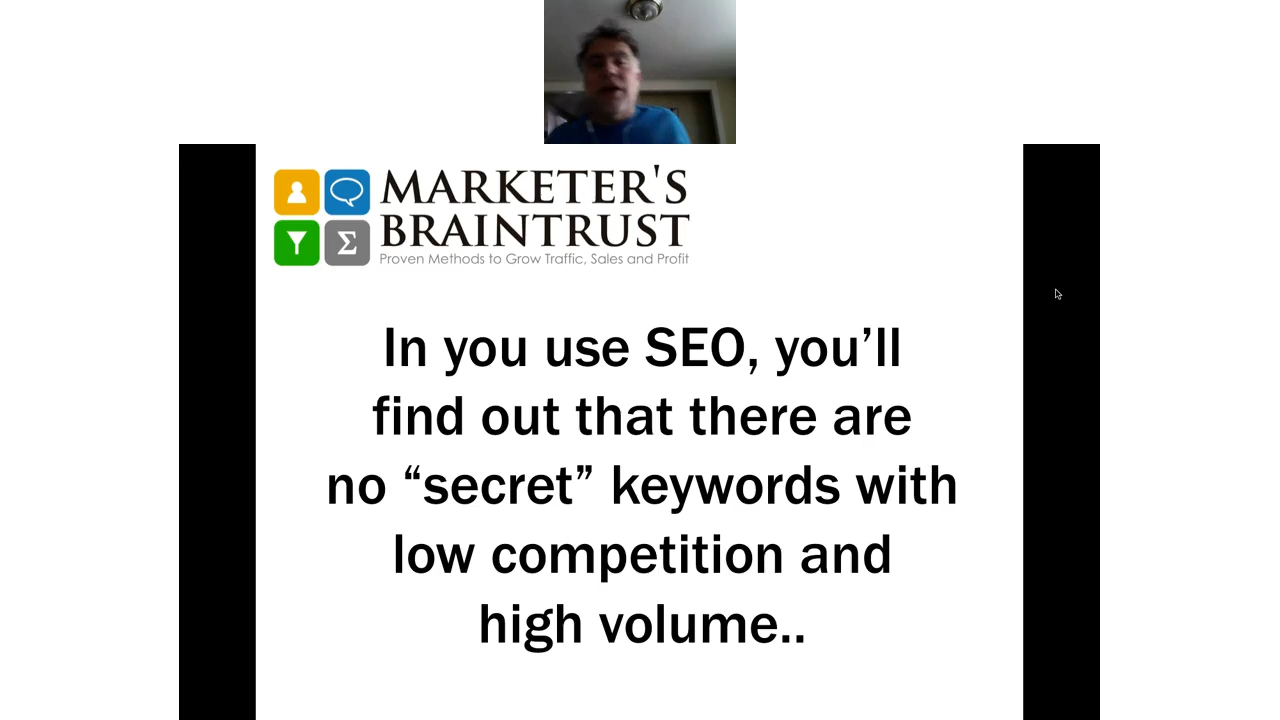 MARKETER'S
BRAINTRUST
Proven Methods to Grow Traffic, Sales and Profit
In you use SEO, you’ll
find out that there are
no “secret” keywords with
low competition and
high volume..